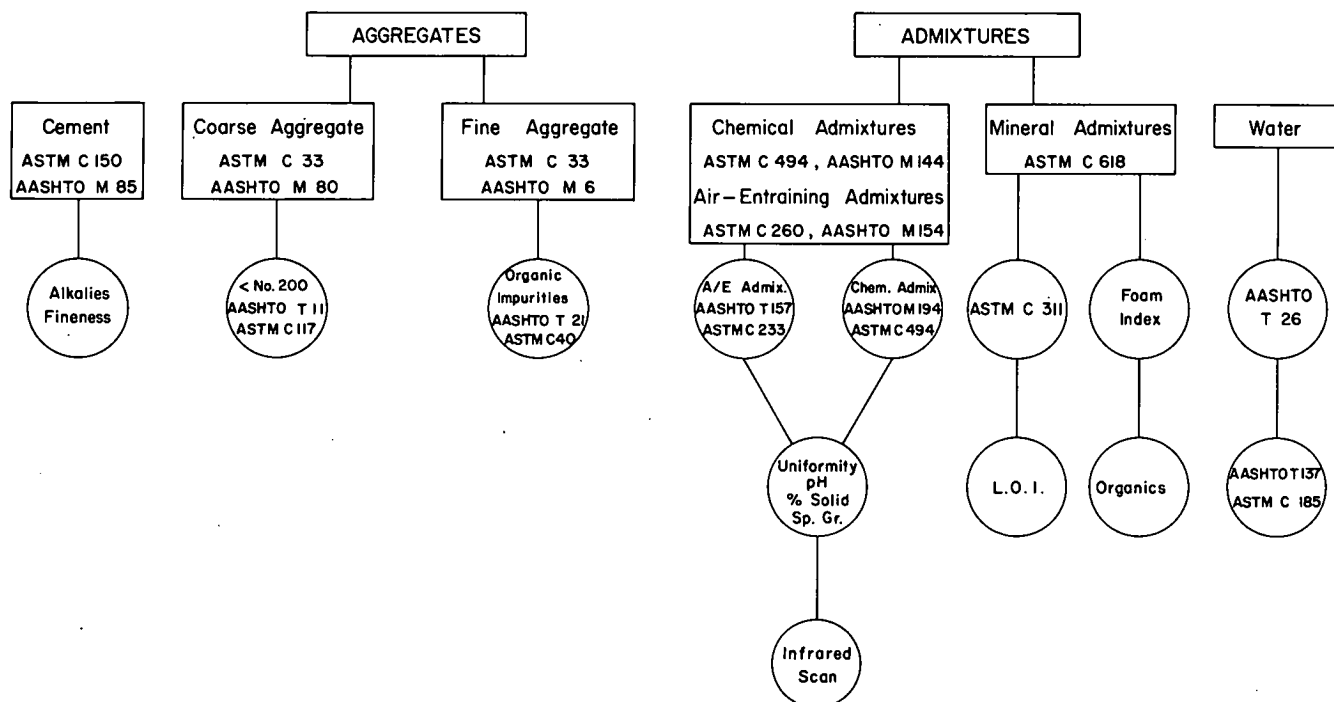 AGGREGATES
ADMIXTURES
Cement
ASTM C 150
AASHTO M 85
Coarse Aggregate
ASTM C 33
AASHTO M 80
Fine Aggregate
ASTM C 33
AASHTO M 6
Chemical Admixtures
ASTM C 494, AASHTO M 144
Air-Entraining Admixtures
ASTM C 260, AASHTO M 154
Mineral Admixtures
ASTM C 618
Water
Alkalies
Fineness
< No. 200
AASHTO T 11
ASTM C 117
Organic
Impurities
AASHTO T 21
ASTM C 40
A/E Admix.
AASHTO T 157
ASTM C 233
Chem. Admix
AASHTO M 194
ASTM C 494
ASTM C 311
Foam
Index
AASHTO
T 26
Uniformity
pH
% Solid
Sp. Gr.
L.O.I.
Organics
AASHTO T 137
ASTM C 185
Infrared
Scan